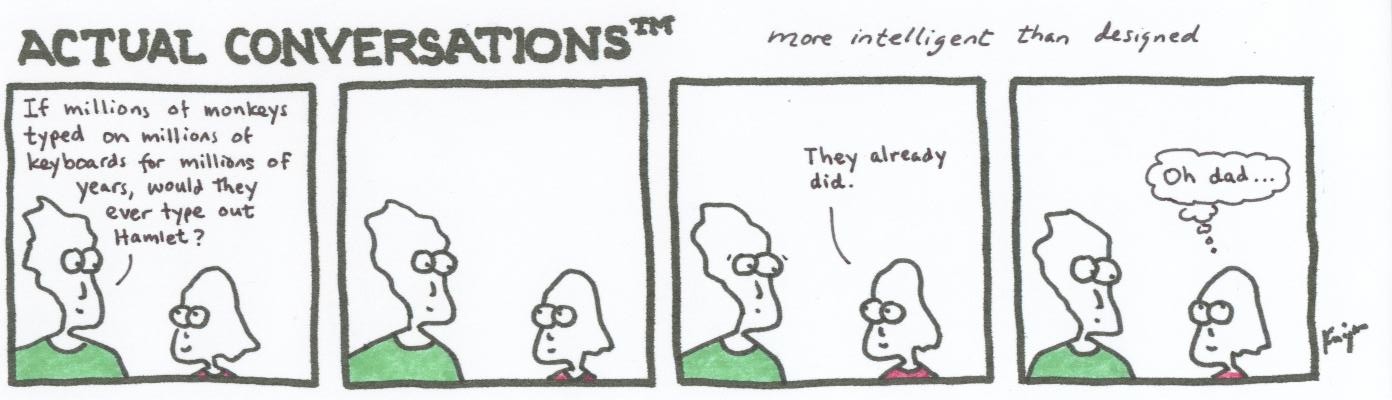 ACTUAL CONVERSATIONS™
more intelligent than designed
If millions of monkeys
typed on millions of
keyboards for millions of
years, would they
ever type out
Hamlet?
They already
did.
Oh dad...